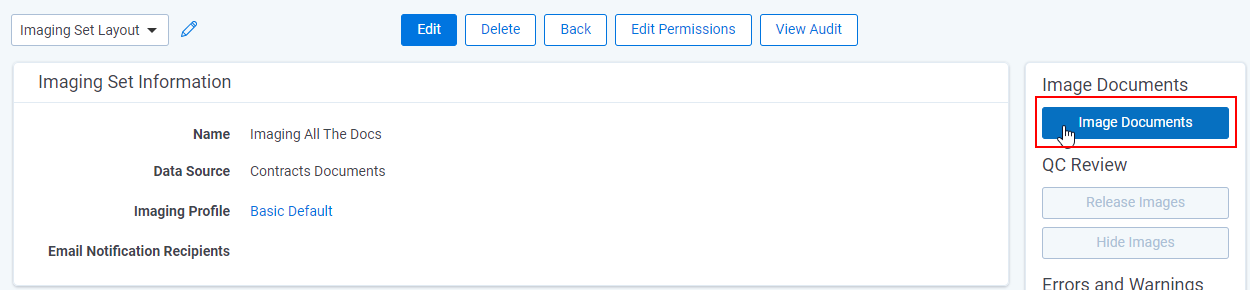 Imaging Set Layout
Edit
Delete
Back
Edit Permissions
View Audit
Imaging Set Information
Name Imaging All The Docs
Data Source Contracts Documents
Imaging Profile Basic Default
Email Notification Recipients
Image Documents
Image Documents
QC Review
Release Images
Hide Images
Errors and Warnings